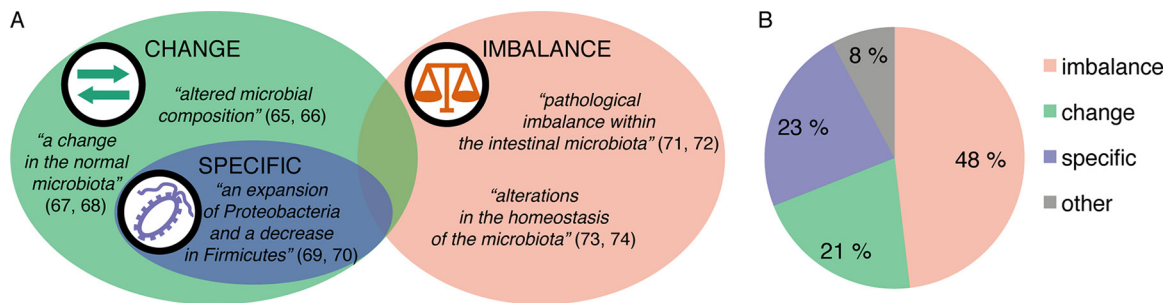 A
CHANGE
"altered microbial
composition" (65, 66)
"a change
in the normal
microbiota"
(67, 68)
SPECIFIC
"an expansion
of Proteobacteria
and a decrease
in Firmicutes" (69, 70)
IMBALANCE
"pathological
imbalance within
the intestinal microbiota" (71, 72)
"alterations
in the homeostasis
of the microbiota" (73, 74)
B
8 %
23 %
48 %
21 %
imbalance
change
specific
other